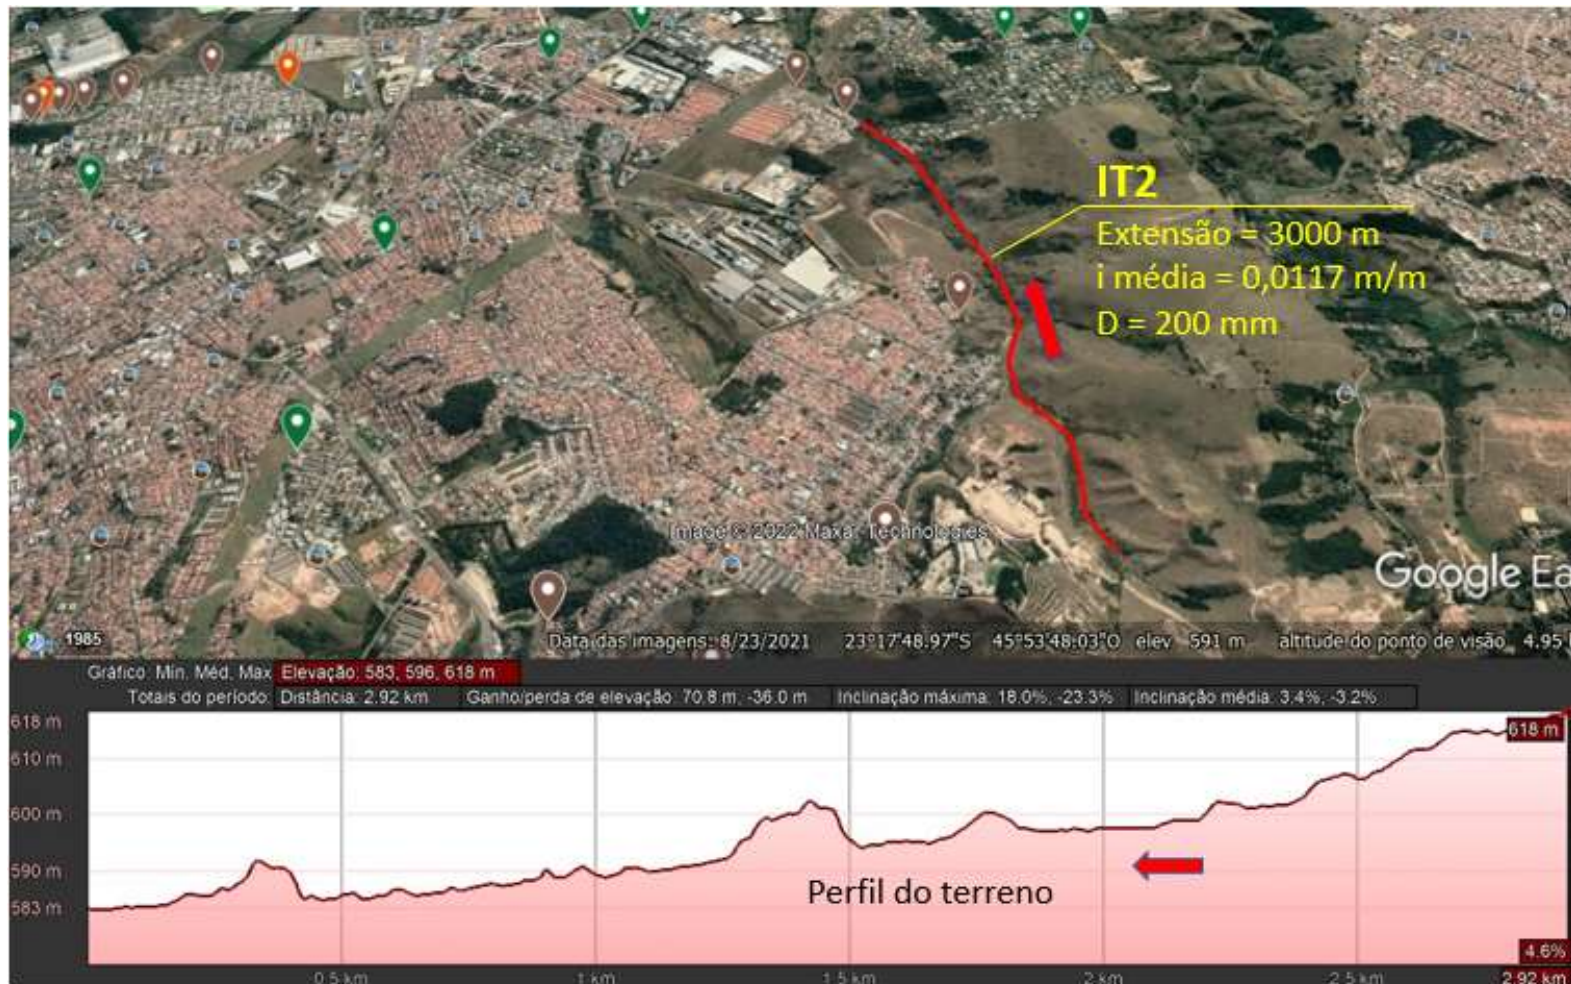 IT2
Extensão = 3000 m
i média = 0,0117 m/m
D = 200 mm
Image © 2022 Maxar Technologies
Google Ea
1985
Data das imagens: 8/23/2021 23°17'48.97"S 45°53'48.03"O elev 591 m altitude do ponto de visão 4.95
Gráfico: Mín. Méd, Max Elevação: 583, 596, 618 m
Totais do período: Distância: 2.92 km Ganho/perda de elevação: 70.8 m, -36.0 m Inclinação máxima: 18.0%, -23.3% Inclinação média: 3.4%, -3.2%
618 m
618 m
610 m
600 m
590 m
Perfil do terreno
583 m
4.6%
0.5 km 1 km 1.5 km 2 km 2.5 km 2.92 km